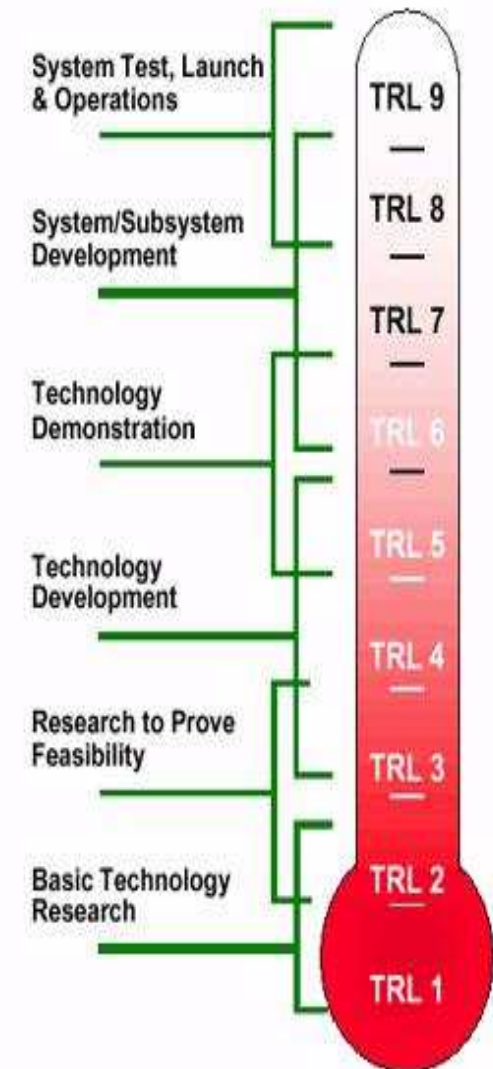 System Test, Launch
& Operations
System/Subsystem
Development
Technology
Demonstration
Technology
Development
Research to Prove
Feasibility
Basic Technology
Research
TRL 9
TRL 8
TRL 7
TRL 6
TRL 5
TRL 4
TRL 3
TRL 2
TRL 1